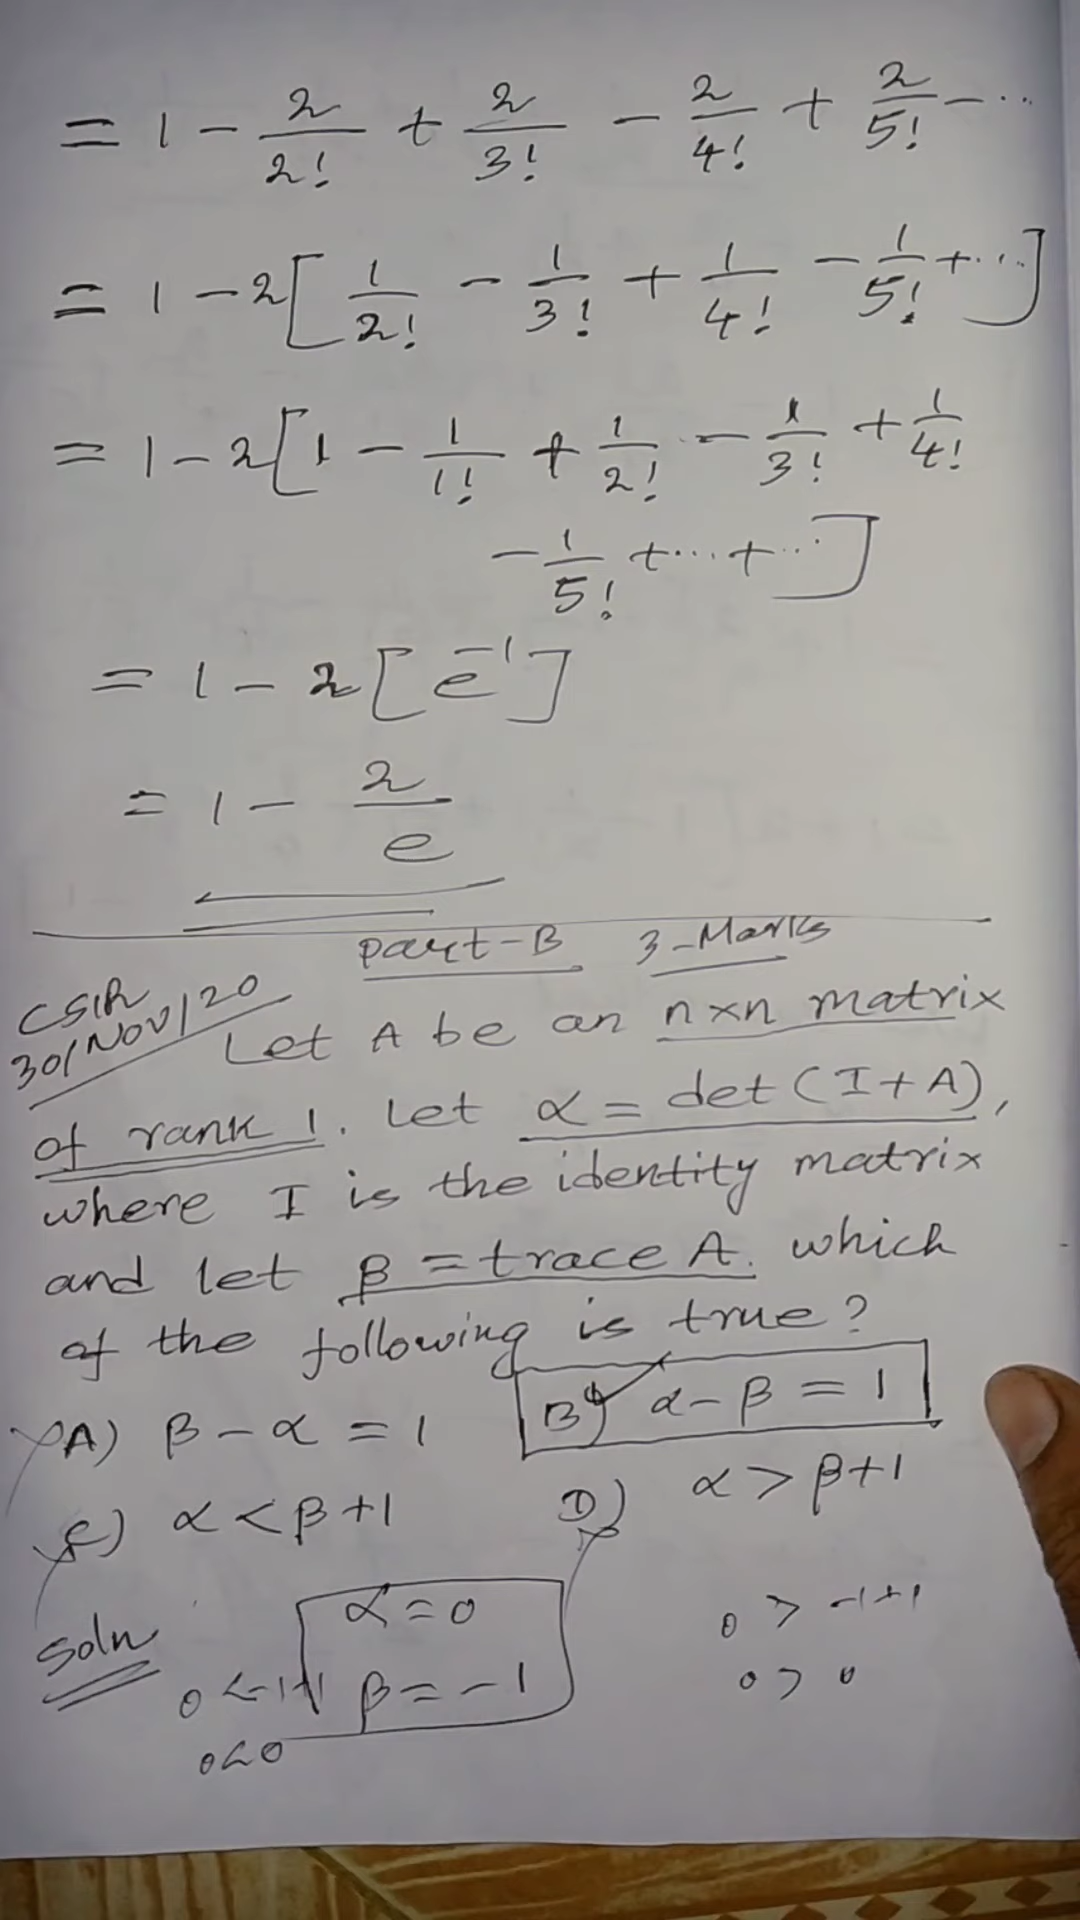 = 1 - 2/2! + 2/3! - 2/4! + 2/5! - ...
= 1 - 2[1/2! - 1/3! + 1/4! - 1/5! + ...]
= 1 - 2[1 - 1/1! + 1/2! - 1/3! + 1/4!
- 1/5! + ... + ...]
= 1 - 2[e⁻¹]
= 1 - 2/e
Part-B 3-Marks
CSIR
30/Nov/20
Let A be an n×n matrix
of rank 1. Let α = det(I+A),
where I is the identity matrix
and let β = trace A. which
of the following is true?
A) β - α = 1 B) α - β = 1
C) α < β+1 D) α > β+1
Soln
α = 0
β = -1
0 < -1+1
0 < 0
0 > -1+1
0 > 0